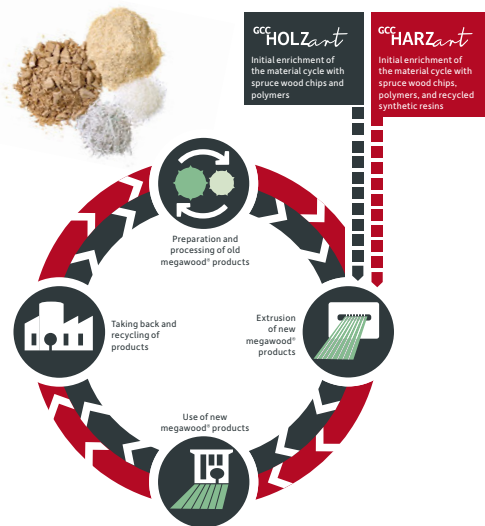 GCC HOLZart
Initial enrichment of
the material cycle with
spruce wood chips and
polymers
GCC HARZart
Initial enrichment of
the material cycle with
spruce wood chips,
polymers, and recycled
synthetic resins
Preparation and
processing of old
megawood® products
Extrusion
of new
megawood®
products
Taking back and
recycling of
products
Use of new
megawood® products